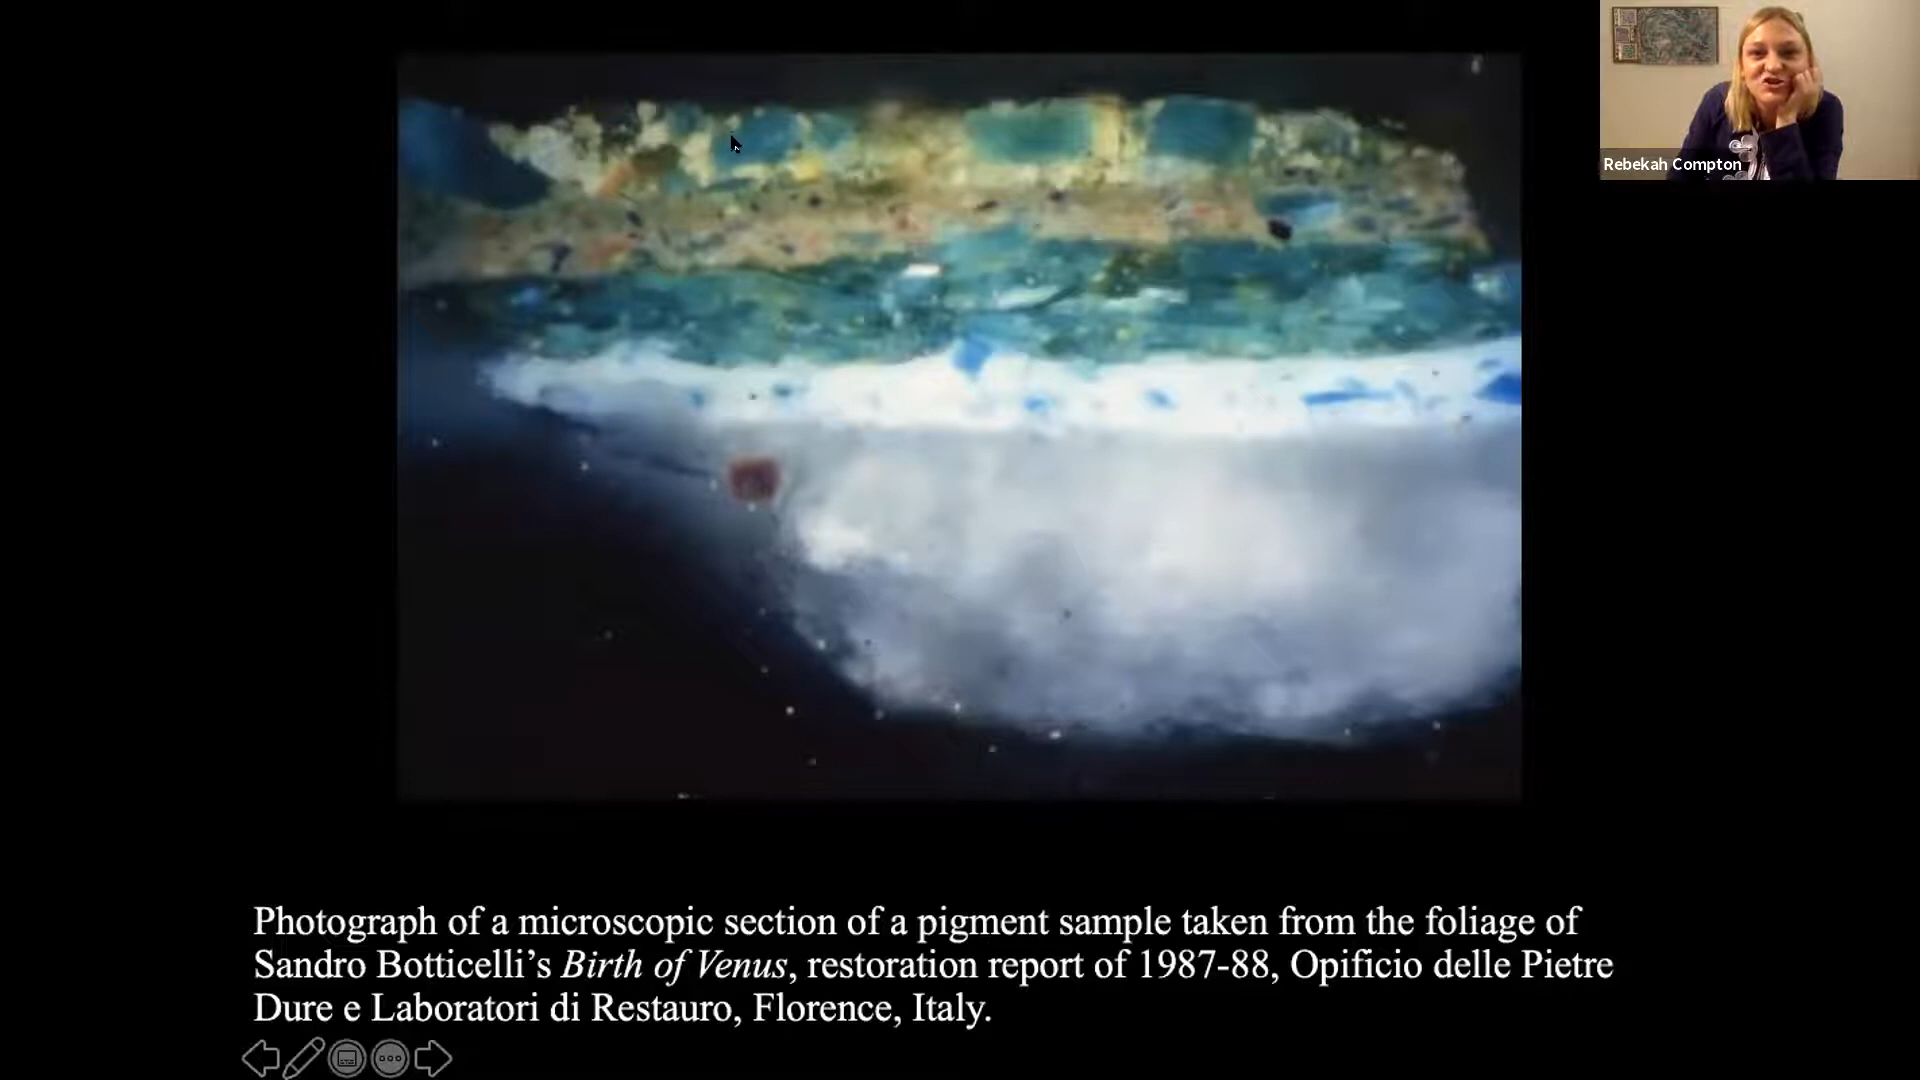 Rebekah Compton
Photograph of a microscopic section of a pigment sample taken from the foliage of
Sandro Botticelli’s Birth of Venus, restoration report of 1987-88, Opificio delle Pietre
Dure e Laboratori di Restauro, Florence, Italy.